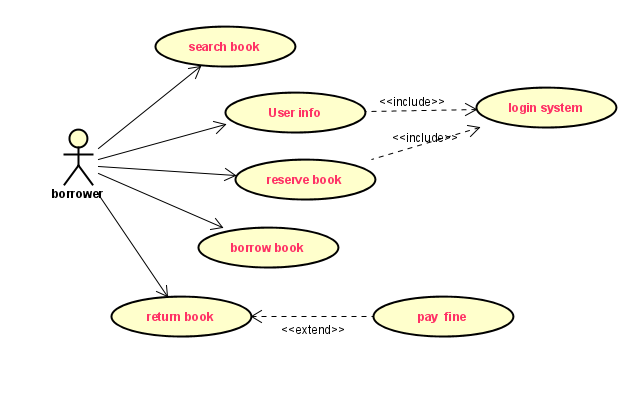 search book
User info
<<include>>
login system
<<include>>
reserve book
borrower
borrow book
return book
<<extend>>
pay fine